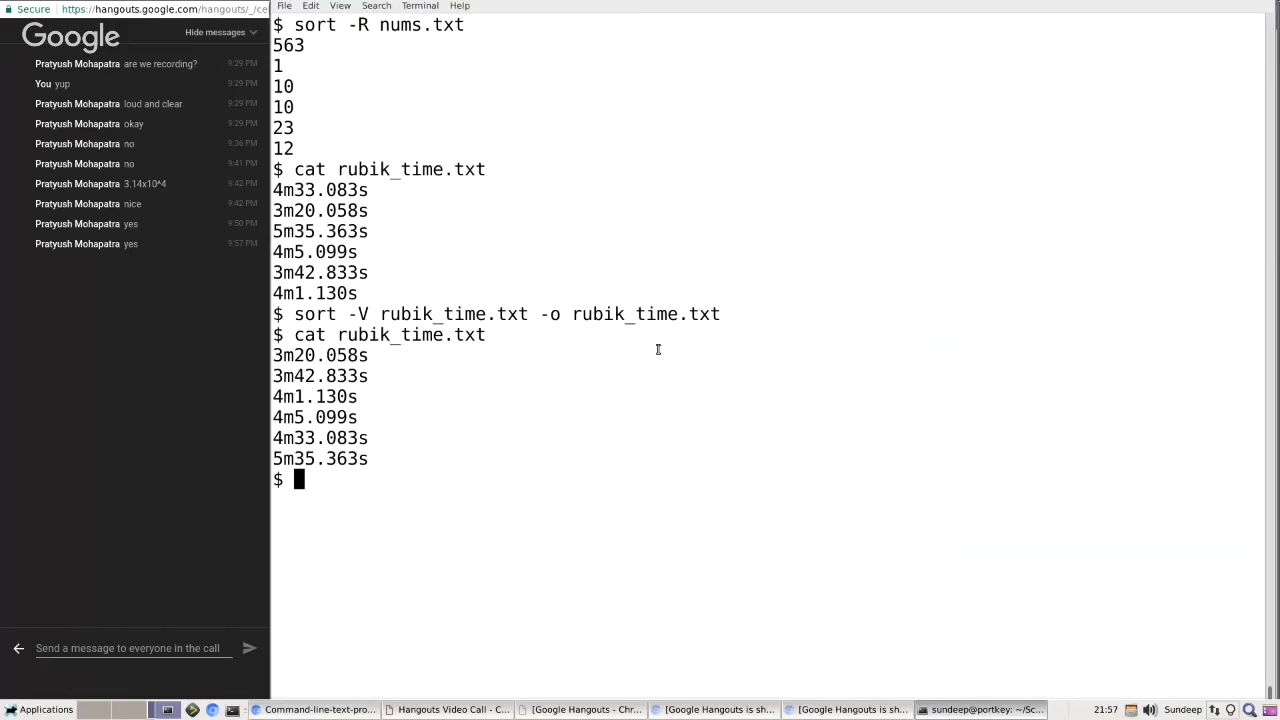 Secure https://hangouts.google.com/hangouts/_/ce
Google
Hide messages
Pratyush Mohapatra are we recording? 9:29 PM
You yup 9:29 PM
Pratyush Mohapatra loud and clear 9:29 PM
Pratyush Mohapatra okay 9:29 PM
Pratyush Mohapatra no 9:36 PM
Pratyush Mohapatra no 9:41 PM
Pratyush Mohapatra 3.14x10^4 9:42 PM
Pratyush Mohapatra nice 9:42 PM
Pratyush Mohapatra yes 9:50 PM
Pratyush Mohapatra yes 9:57 PM
Send a message to everyone in the call
File Edit View Search Terminal Help
$ sort -R nums.txt
563
1
10
10
23
12
$ cat rubik_time.txt
4m33.083s
3m20.058s
5m35.363s
4m5.099s
3m42.833s
4m1.130s
$ sort -V rubik_time.txt -o rubik_time.txt
$ cat rubik_time.txt
3m20.058s
3m42.833s
4m1.130s
4m5.099s
4m33.083s
5m35.363s
$
Applications Command-line-text-pro... Hangouts Video Call - C... [Google Hangouts - Chr... [Google Hangouts is sh... [Google Hangouts is sh... sundeep@portkey: ~/Sc... 21:57 Sundeep